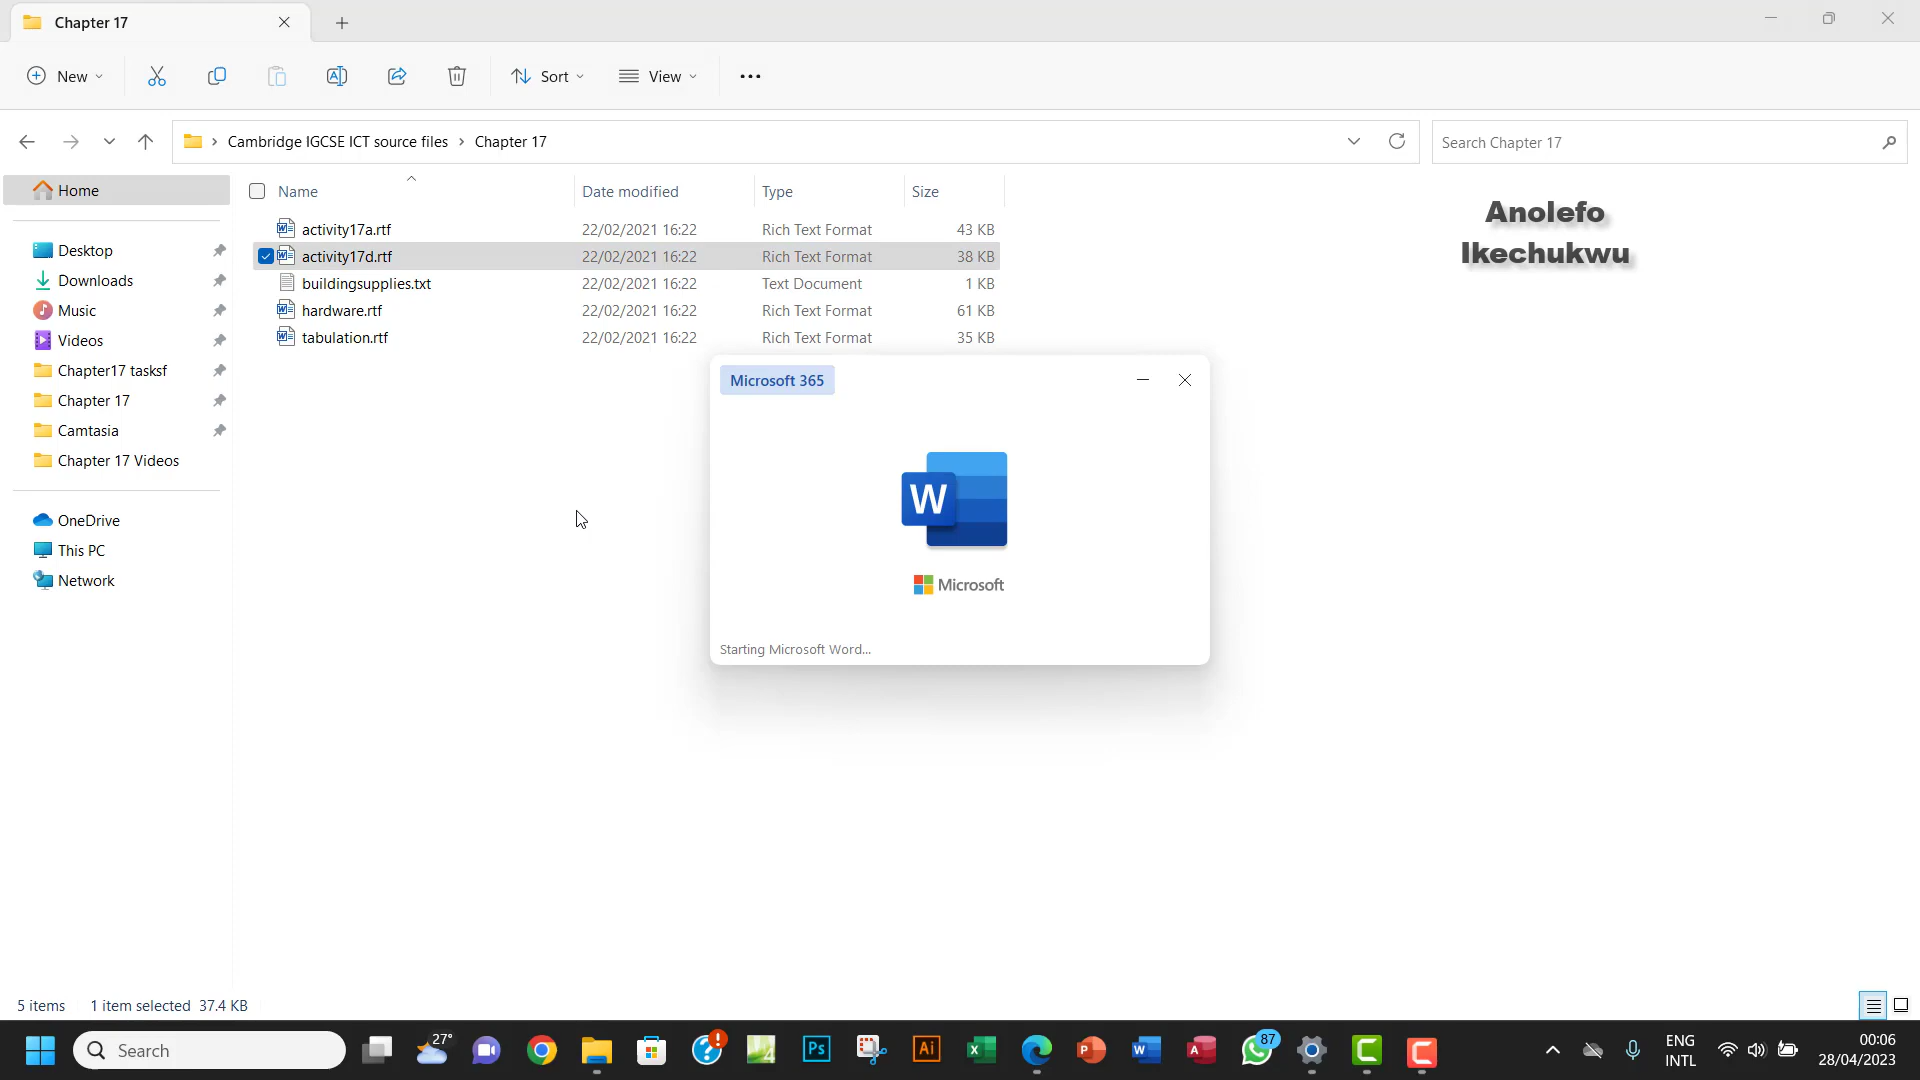 Chapter 17
New
Sort
View
Cambridge IGCSE ICT source files
Chapter 17
Search Chapter 17
Home
Name
Date modified
Type
Size
Anolefo
Ikechukwu
activity17a.rtf
22/02/2021 16:22
Rich Text Format
43 KB
Desktop
activity17d.rtf
22/02/2021 16:22
Rich Text Format
38 KB
Downloads
buildingsupplies.txt
22/02/2021 16:22
Text Document
1 KB
Music
hardware.rtf
22/02/2021 16:22
Rich Text Format
61 KB
Videos
tabulation.rtf
22/02/2021 16:22
Rich Text Format
35 KB
Chapter17 tasksf
Chapter 17
Camtasia
Chapter 17 Videos
OneDrive
This PC
Network
Microsoft 365
W
Microsoft
Starting Microsoft Word...
5 items
1 item selected 37.4 KB
Search
27°
Ps
Ai
87
ENG
INTL
00:06
28/04/2023